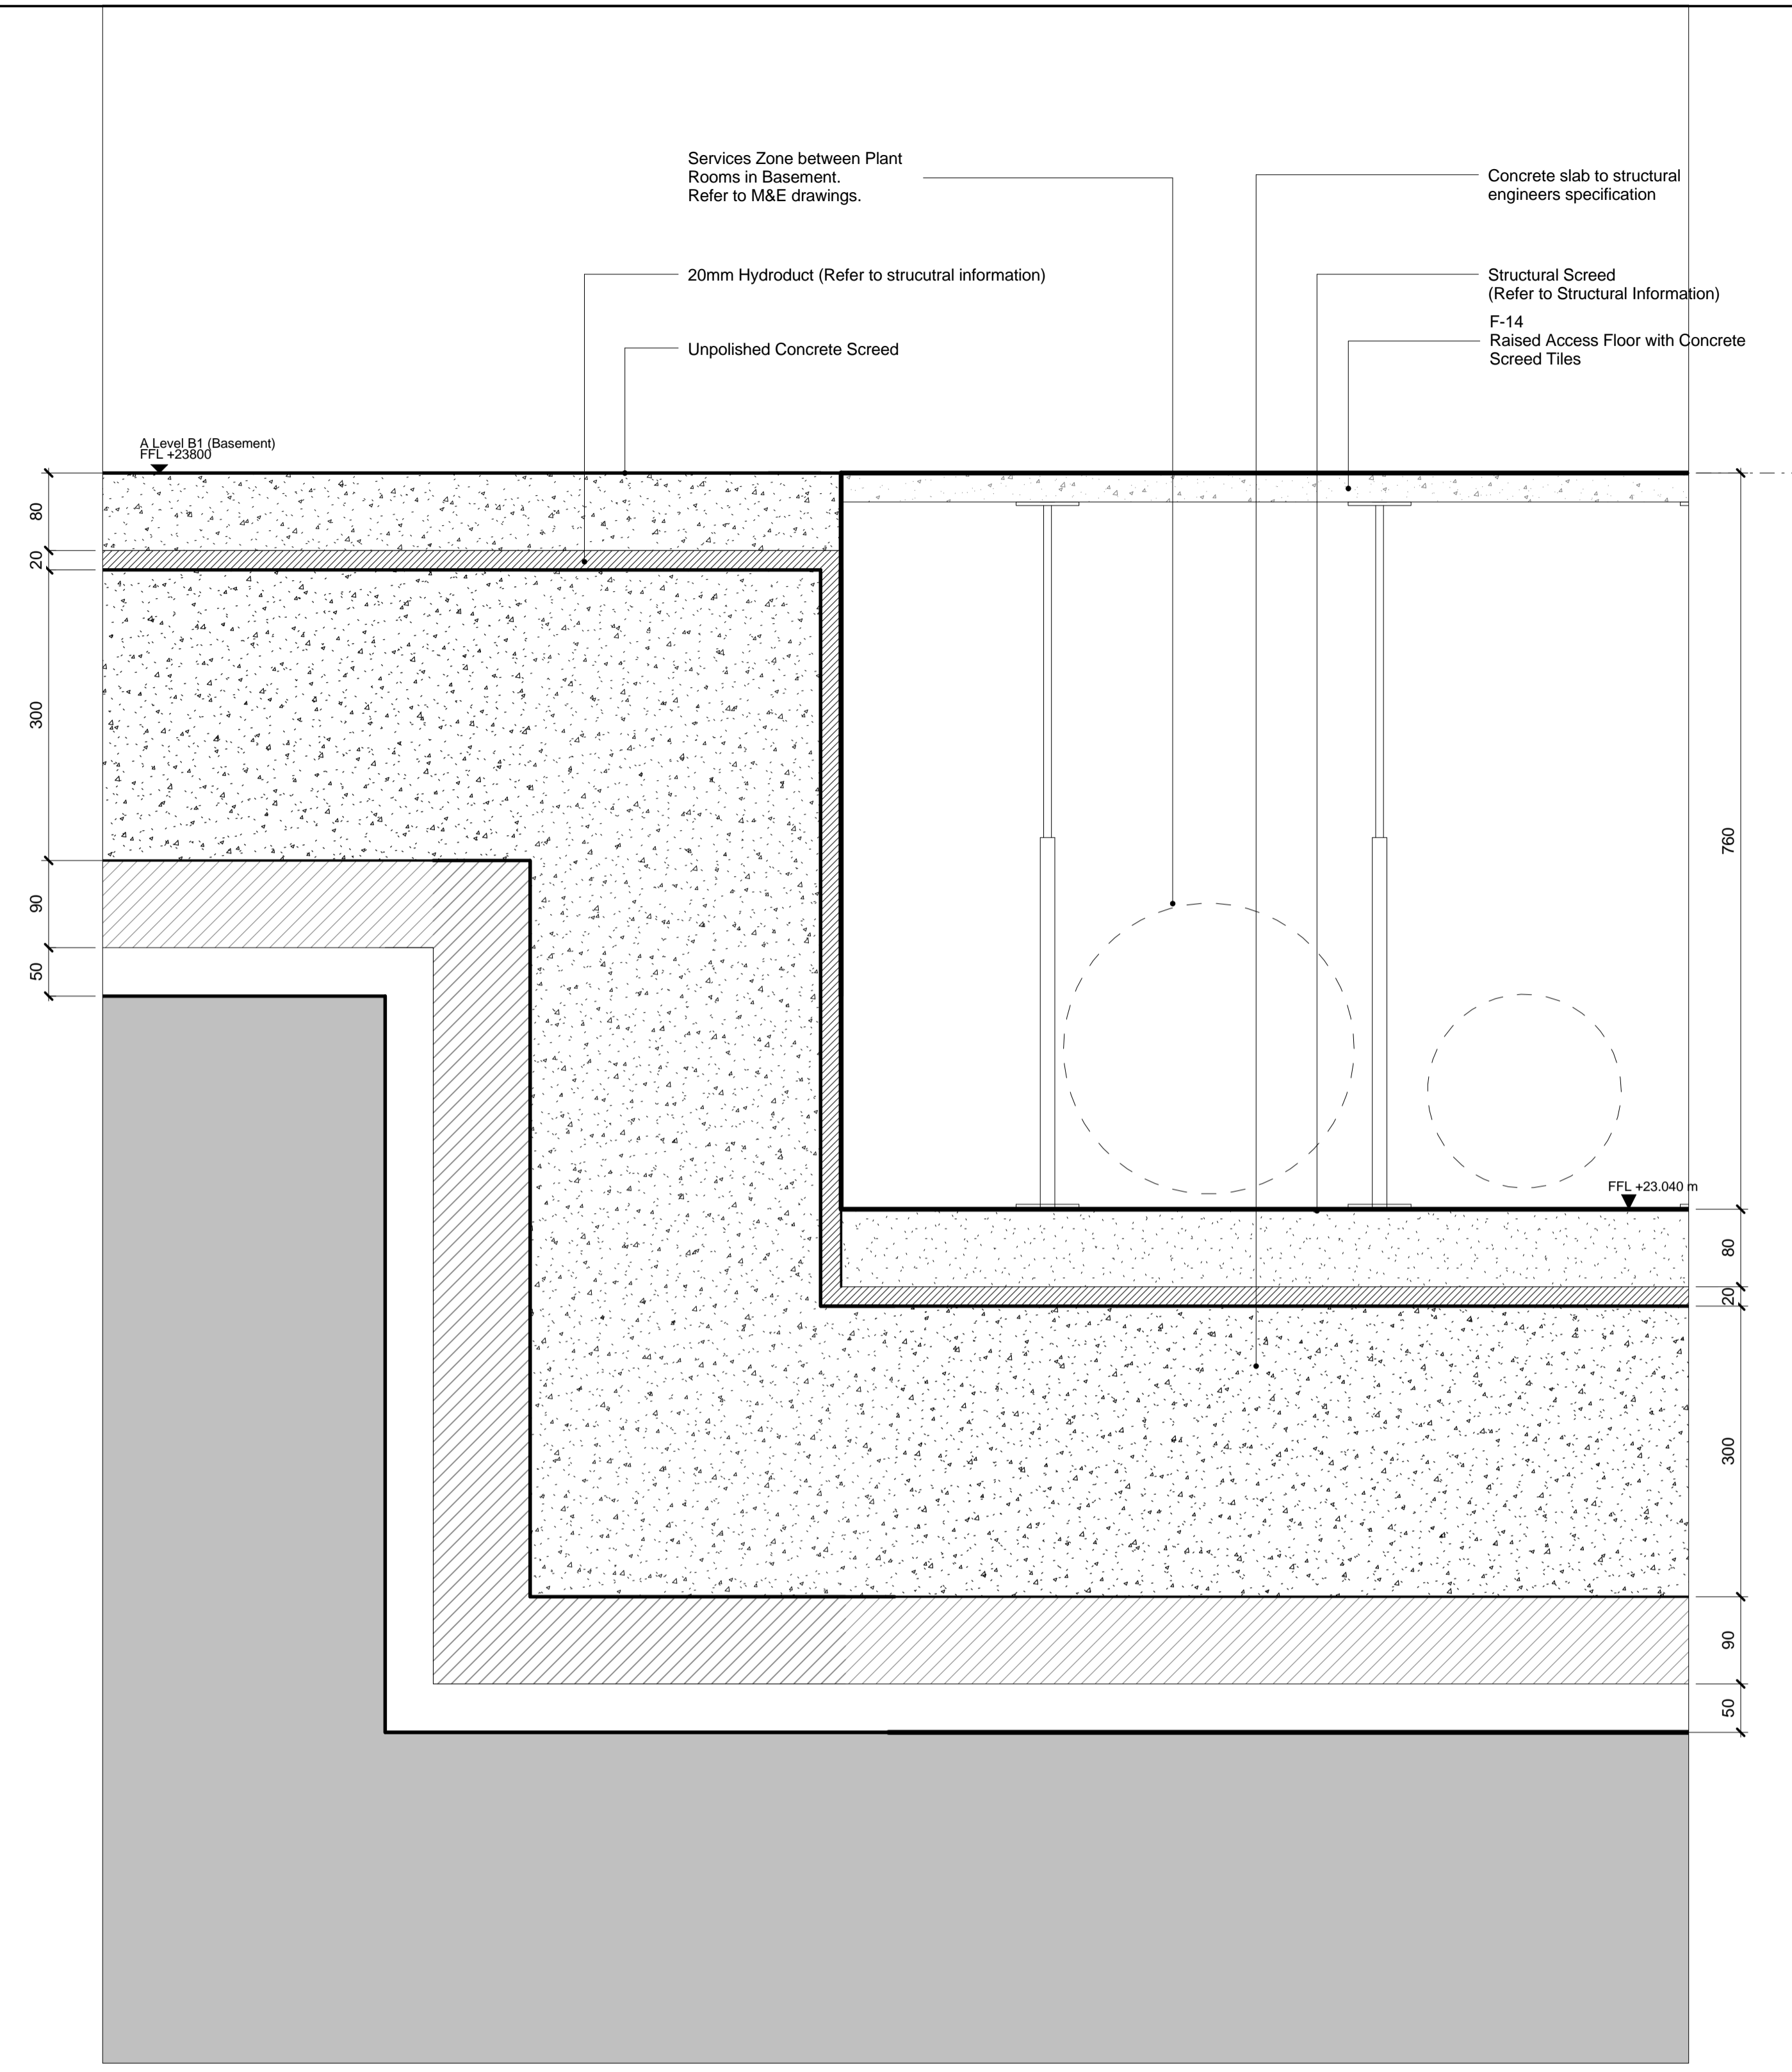 Services Zone between Plant
Rooms in Basement.
Refer to M&E drawings.
Concrete slab to structural
engineers specification
20mm Hydroduct (Refer to strucutral information)
Structural Screed
(Refer to Structural Information)
F-14
Raised Access Floor with Concrete
Screed Tiles
Unpolished Concrete Screed
A Level B1 (Basement)
FFL +23800
80
20
300
90
50
760
FFL +23.040 m
80
20
300
90
50